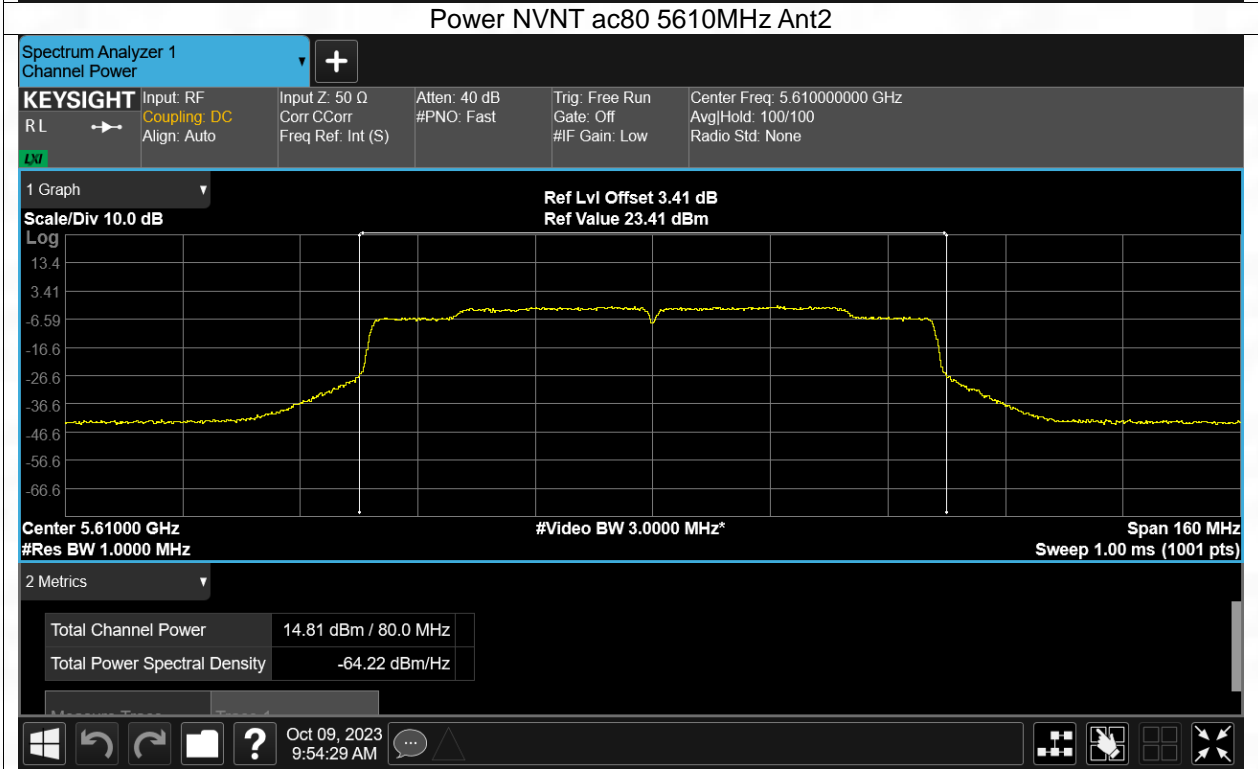 Power NVNT ac80 5610MHz Ant2
Spectrum Analyzer 1
Channel Power
KEYSIGHT
R L
LXI
Input: RF
Coupling: DC
Align: Auto
Input Z: 50 Ω
Corr CCorr
Freq Ref: Int (S)
Atten: 40 dB
#PNO: Fast
Trig: Free Run
Gate: Off
#IF Gain: Low
Center Freq: 5.610000000 GHz
Avg|Hold: 100/100
Radio Std: None
1 Graph
Scale/Div 10.0 dB
Ref Lvl Offset 3.41 dB
Ref Value 23.41 dBm
Log
13.4
3.41
-6.59
-16.6
-26.6
-36.6
-46.6
-56.6
-66.6
Center 5.61000 GHz
#Video BW 3.0000 MHz*
Span 160 MHz
#Res BW 1.0000 MHz
Sweep 1.00 ms (1001 pts)
2 Metrics
Total Channel Power 14.81 dBm / 80.0 MHz
Total Power Spectral Density -64.22 dBm/Hz
?
Oct 09, 2023
9:54:29 AM